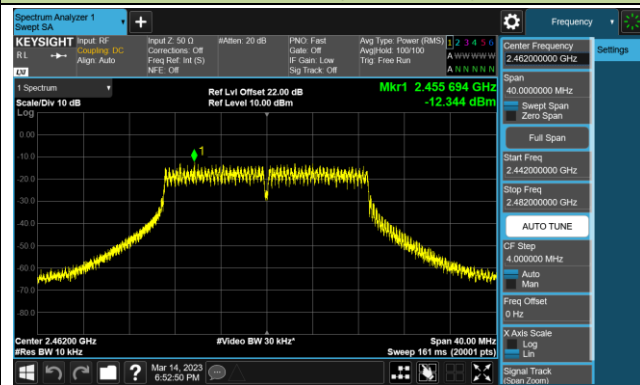 Spectrum Analyzer 1
Swept SA
Frequency
KEYSIGHT
Input: RF
Input Z: 50 Ω
#Atten: 20 dB
PNO: Fast
Avg Type: Power (RMS)
1 2 3 4 5 6
RL
Coupling: DC
Corrections: Off
Gate: Off
Avg|Hold: 100/100
A W W W W W
Align: Auto
Freq Ref: Int (S)
IF Gain: Low
Trig: Free Run
NFE: Off
Sig Track: Off
A N N N N N
LXI
1 Spectrum
Ref Lvl Offset 22.00 dB
Mkr1 2.455 694 GHz
Scale/Div 10 dB
Ref Level 10.00 dBm
-12.344 dBm
Log
0.00
-10.0
-20.0
-30.0
-40.0
-50.0
-60.0
-70.0
-80.0
1
Center 2.46200 GHz
#Video BW 30 kHz*
Span 40.00 MHz
#Res BW 10 kHz
Sweep 161 ms (20001 pts)
?
Mar 14, 2023
6:52:50 PM
Center Frequency
2.462000000 GHz
Settings
Span
40.0000000 MHz
Swept Span
Zero Span
Full Span
Start Freq
2.442000000 GHz
Stop Freq
2.482000000 GHz
AUTO TUNE
CF Step
4.000000 MHz
Auto
Man
Freq Offset
0 Hz
X Axis Scale
Log
Lin
Signal Track
(Span Zoom)